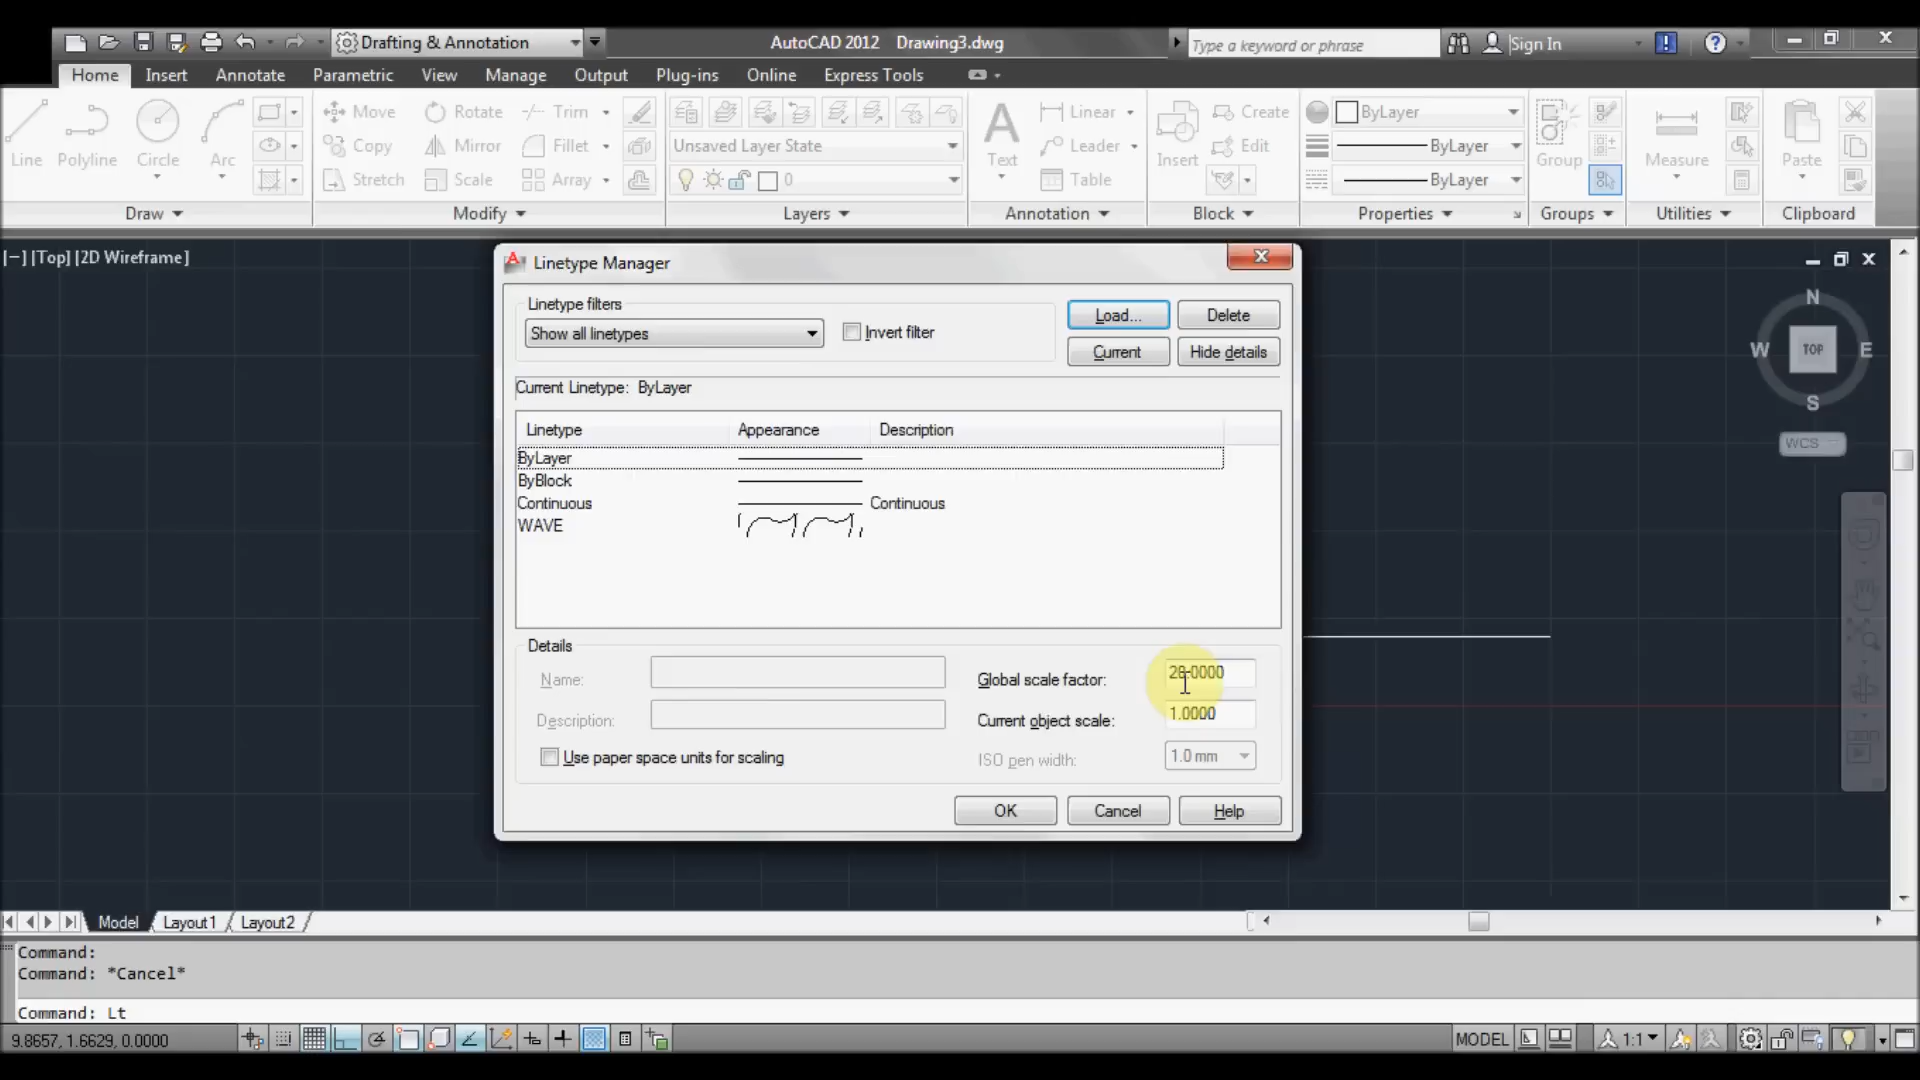 Drafting & Annotation
AutoCAD 2012 Drawing3.dwg
Type a keyword or phrase
Sign In
Home Insert Annotate Parametric View Manage Output Plug-ins Online Express Tools
Line Polyline Circle Arc
Move Rotate Trim
Copy Mirror Fillet
Stretch Scale Array
Unsaved Layer State
0
Text
Linear
Leader
Table
Insert
Create
Edit
ByLayer
ByLayer
ByLayer
Group
Measure
Paste
Draw Modify Layers Annotation Block Properties Groups Utilities Clipboard
[−] [Top] [2D Wireframe]
Linetype Manager
Linetype filters
Show all linetypes
Invert filter
Load... Delete
Current Hide details
Current Linetype: ByLayer
Linetype Appearance Description
ByLayer
ByBlock
Continuous Continuous
WAVE
Details
Name:
Description:
Use paper space units for scaling
Global scale factor:
Current object scale: 1.0000
ISO pen width: 1.0 mm
OK Cancel Help
N
W TOP E
S
WCS
Model Layout1 Layout2
Command:
Command: *Cancel*
Command: Lt
9.8657, 1.6629, 0.0000
MODEL
1:1